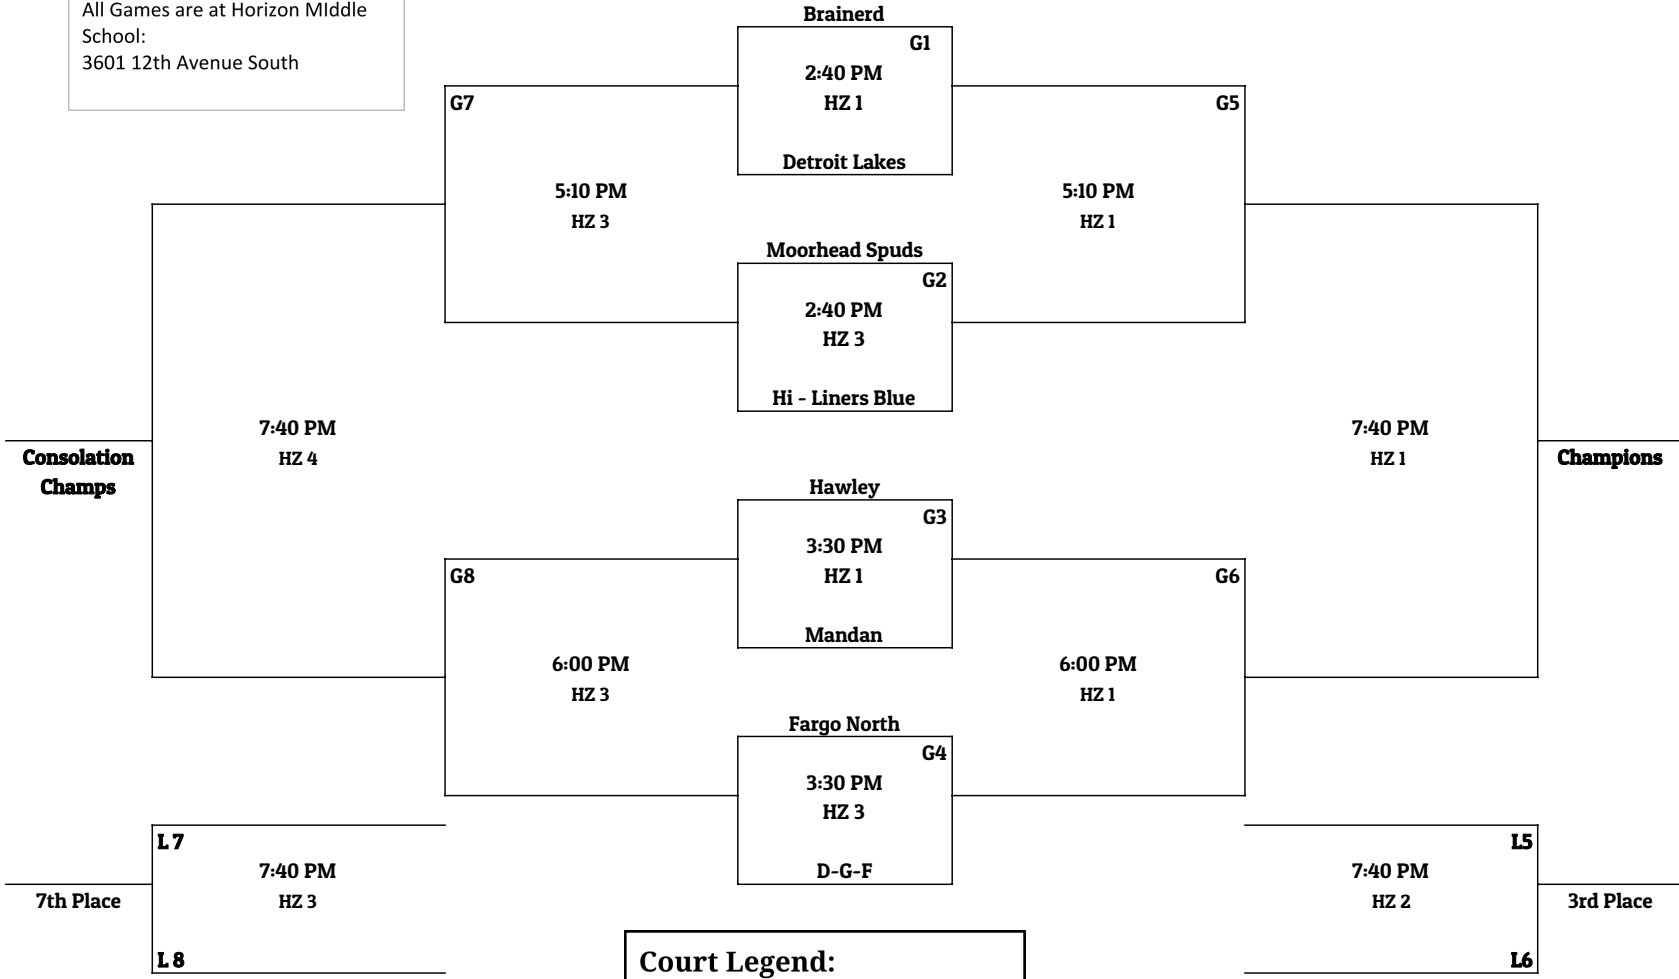 All Games are at Horizon MIddle
School:
3601 12th Avenue South
Brainerd
G1
2:40 PM
HZ 1
Detroit Lakes
G7
5:10 PM
HZ 3
G5
5:10 PM
HZ 1
Moorhead Spuds
G2
2:40 PM
HZ 3
Hi - Liners Blue
7:40 PM
HZ 4
Consolation
Champs
7:40 PM
HZ 1
Champions
Hawley
G3
3:30 PM
HZ 1
Mandan
G8
6:00 PM
HZ 3
G6
6:00 PM
HZ 1
Fargo North
G4
3:30 PM
HZ 3
D-G-F
L 7
7:40 PM
HZ 3
7th Place
L 8
L5
7:40 PM
HZ 2
3rd Place
L6
Court Legend: